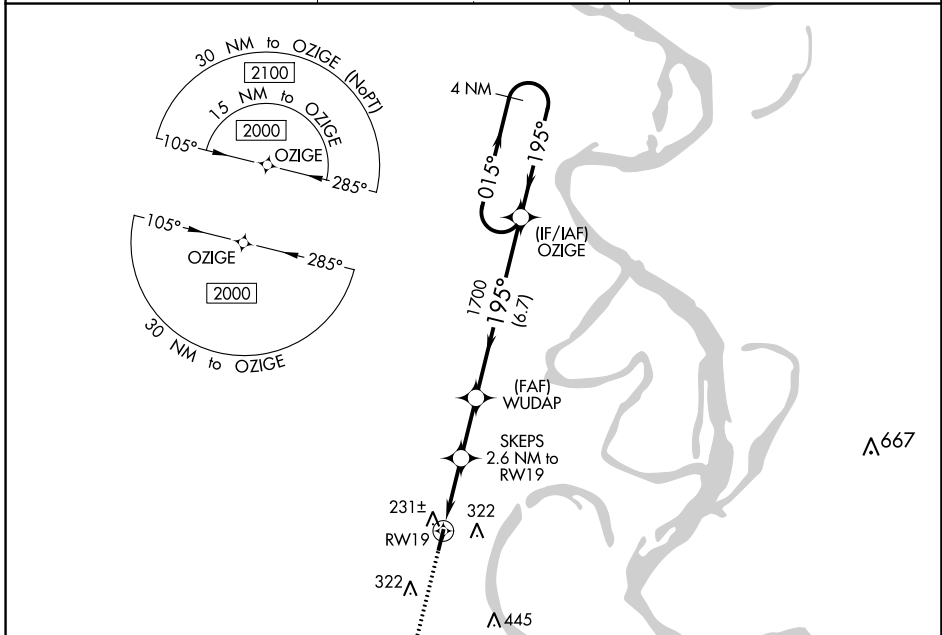 30 NM to OZIGE (NoPT)
2100
15 NM to OZIGE
2000
105°
OZIGE
285°
105°
OZIGE
285°
2000
30 NM to OZIGE
4 NM
015°
195°
(IF/IAF)
OZIGE
1700
195°
(6.7)
(FAF)
WUDAP
SKEPS
2.6 NM to
RW19
667
231±
322
RW19
322
445